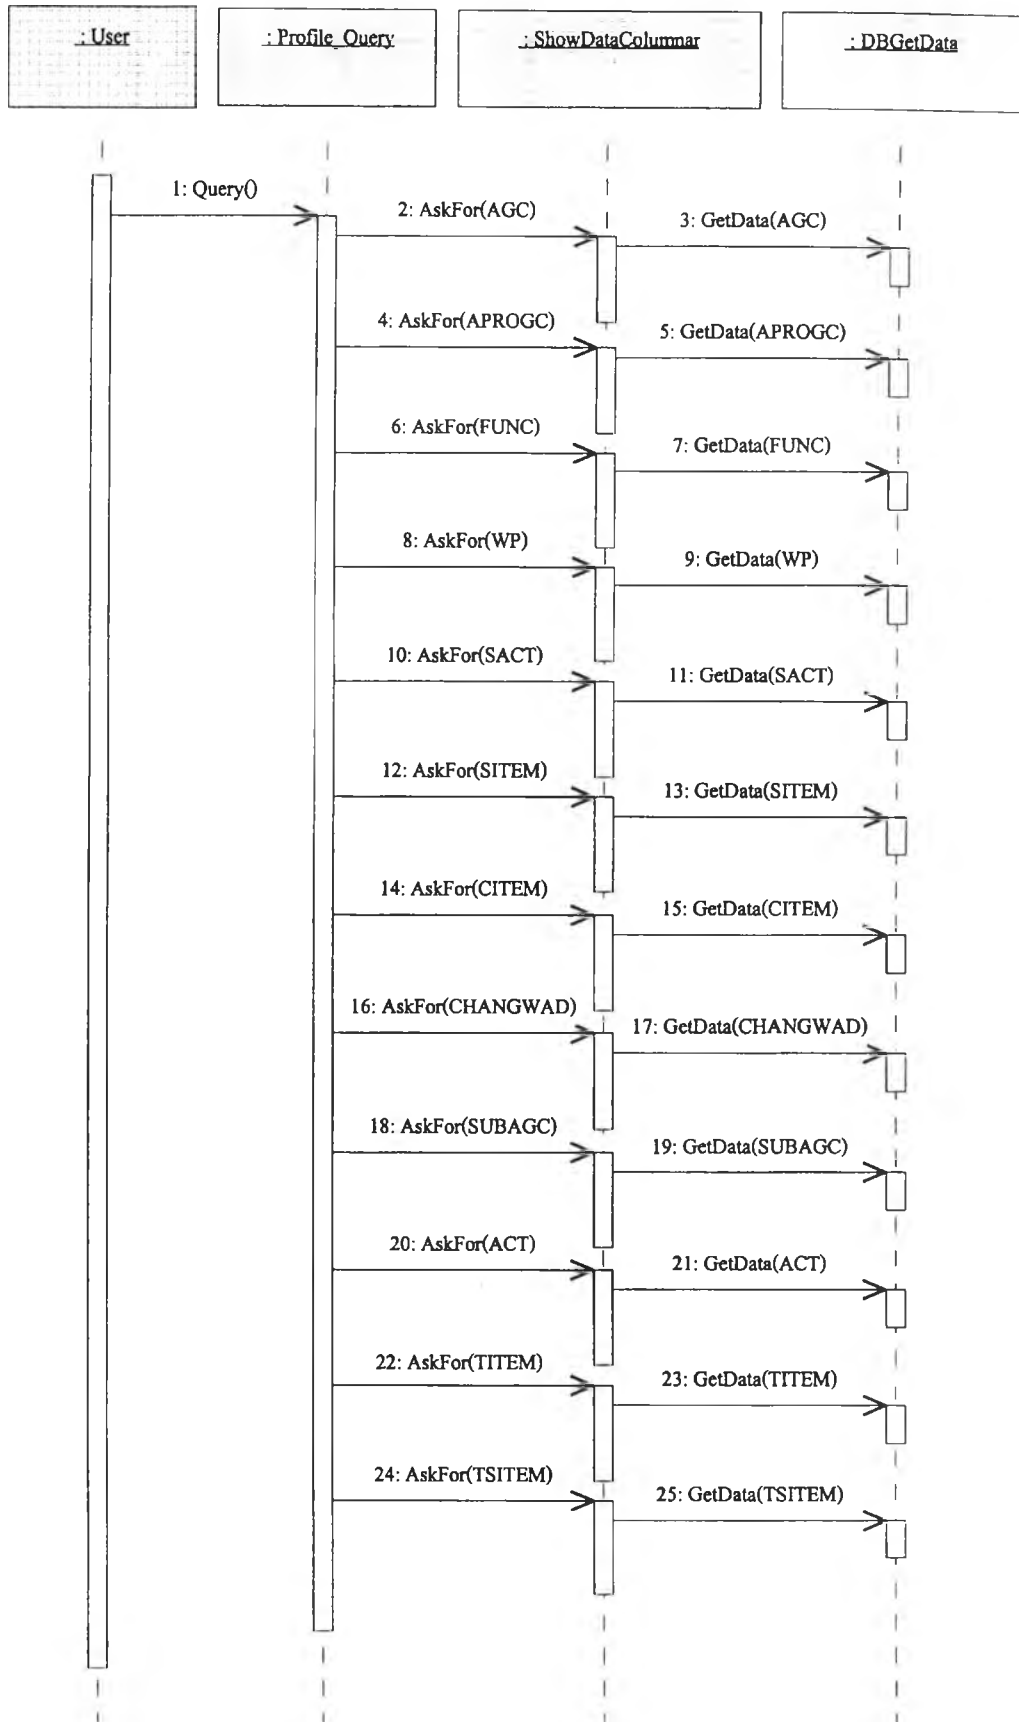 : User
: Profile_Query
: ShowDataColumnar
: DBGetData
1: Query()
2: AskFor(AGC)
3: GetData(AGC)
4: AskFor(APROGC)
5: GetData(APROGC)
6: AskFor(FUNC)
7: GetData(FUNC)
8: AskFor(WP)
9: GetData(WP)
10: AskFor(SACT)
11: GetData(SACT)
12: AskFor(SITEM)
13: GetData(SITEM)
14: AskFor(CITEM)
15: GetData(CITEM)
16: AskFor(CHANGWAD)
17: GetData(CHANGWAD)
18: AskFor(SUBAGC)
19: GetData(SUBAGC)
20: AskFor(ACT)
21: GetData(ACT)
22: AskFor(TITEM)
23: GetData(TITEM)
24: AskFor(TSITEM)
25: GetData(TSITEM)